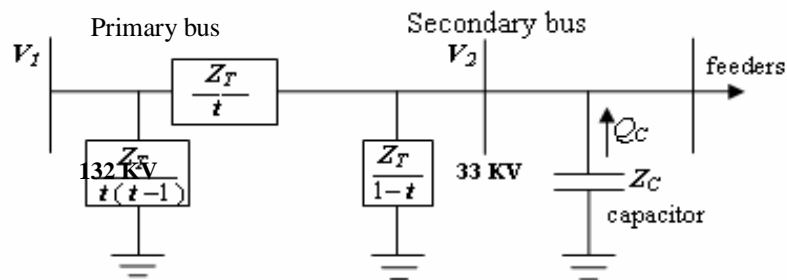 Primary bus
Secondary bus
V1
V2
feeders
ZT
t
ZT
t(t-1)
132 KV
ZT
1-t
33 KV
QC
ZC
capacitor